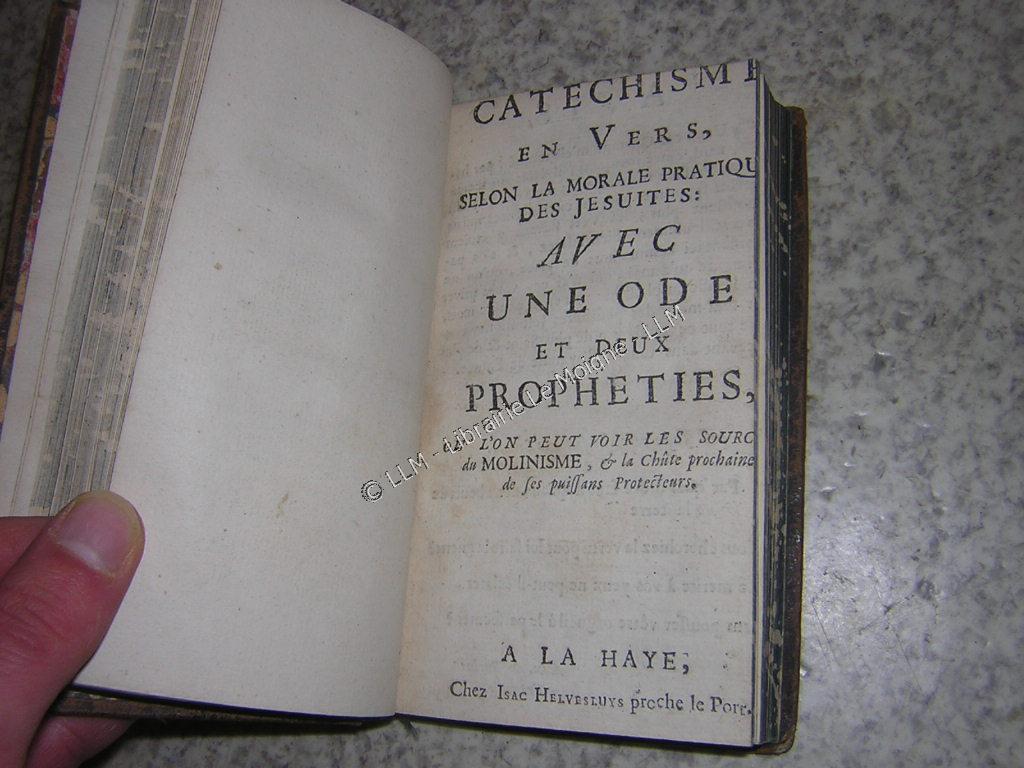 CATECHISME
EN VERS,
SELON LA MORALE PRATIQU
DES JESUITES:
AVEC
UNE ODE
ET DEUX
PROPHETIES,
L'ON PEUT VOIR LES SOURC
du MOLINISME, & la Chûte prochaine
de ses puissans Protecteurs.
A LA HAYE,
Chez ISAC HELVESLUYS proche le Port.
© LLM - Librairie Le Moigne - LLM